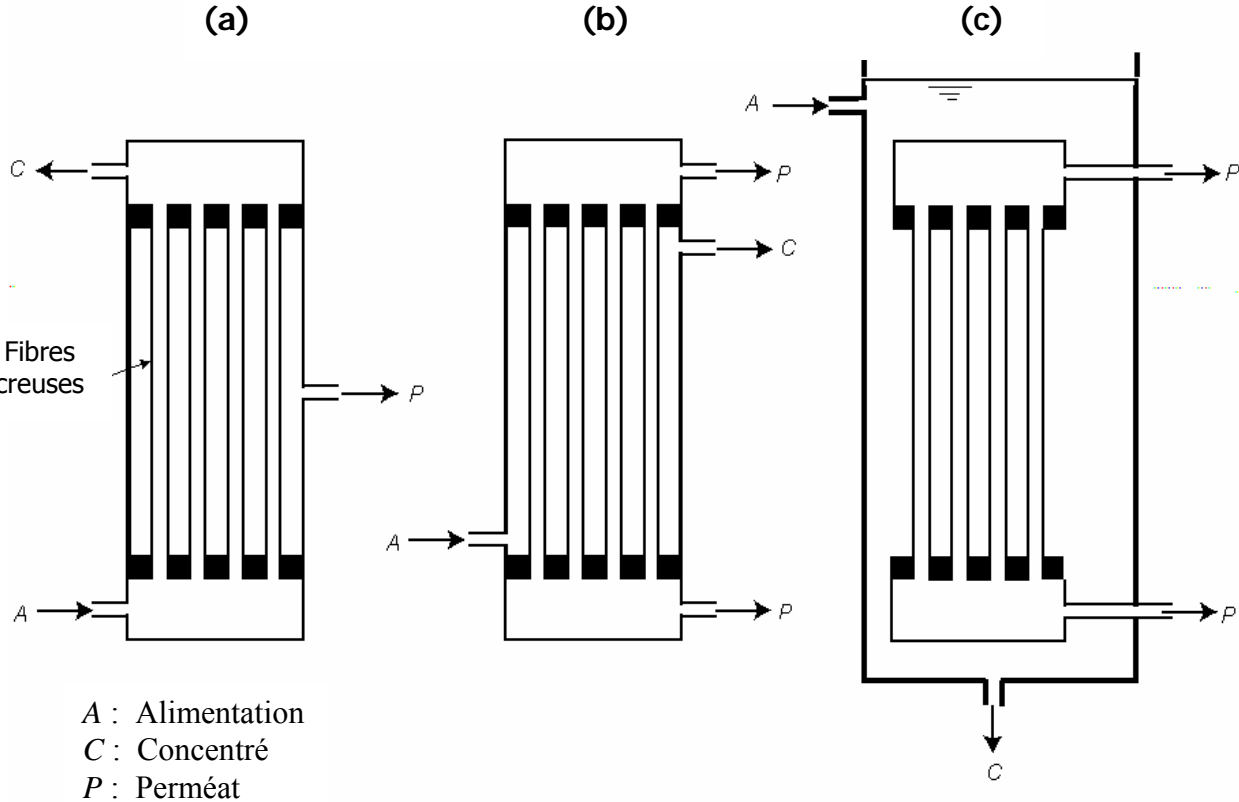 (a)
(b)
(c)
A
C
P
P
C
P
Fibres
creuses
P
A
A
P
P
C
A : Alimentation
C : Concentré
P : Perméat